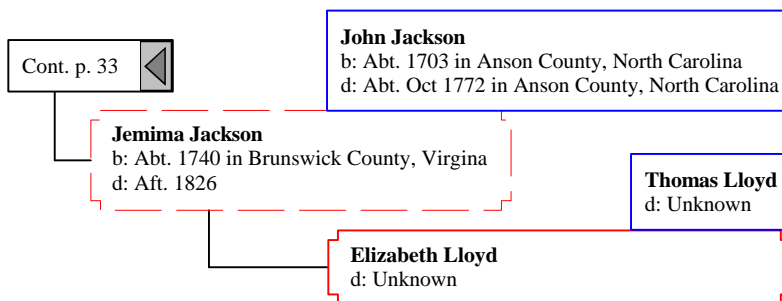 John Jackson
b: Abt. 1703 in Anson County, North Carolina
d: Abt. Oct 1772 in Anson County, North Carolina
Cont. p. 33
Jemima Jackson
b: Abt. 1740 in Brunswick County, Virgina
d: Aft. 1826
Thomas Lloyd
d: Unknown
Elizabeth Lloyd
d: Unknown